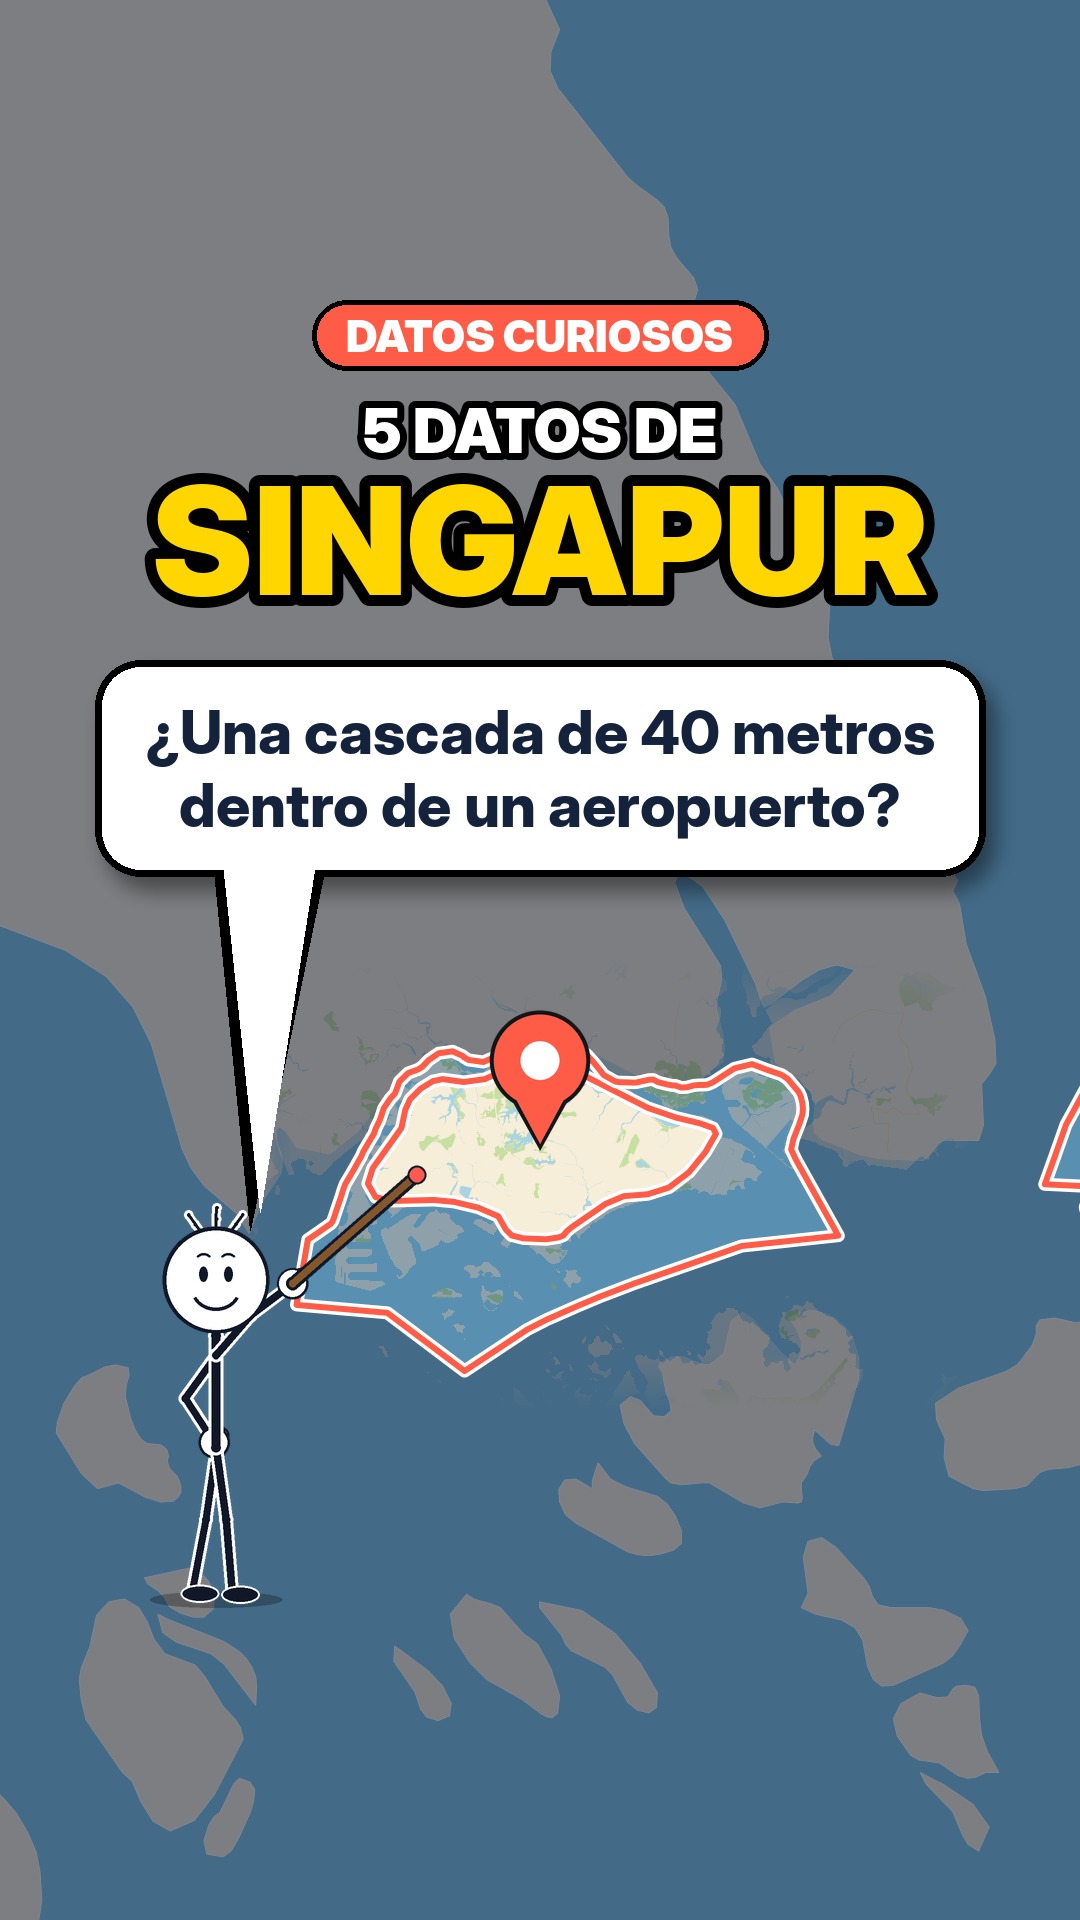 DATOS CURIOSOS
5 DATOS DE
SINGAPUR
¿Una cascada de 40 metros
dentro de un aeropuerto?